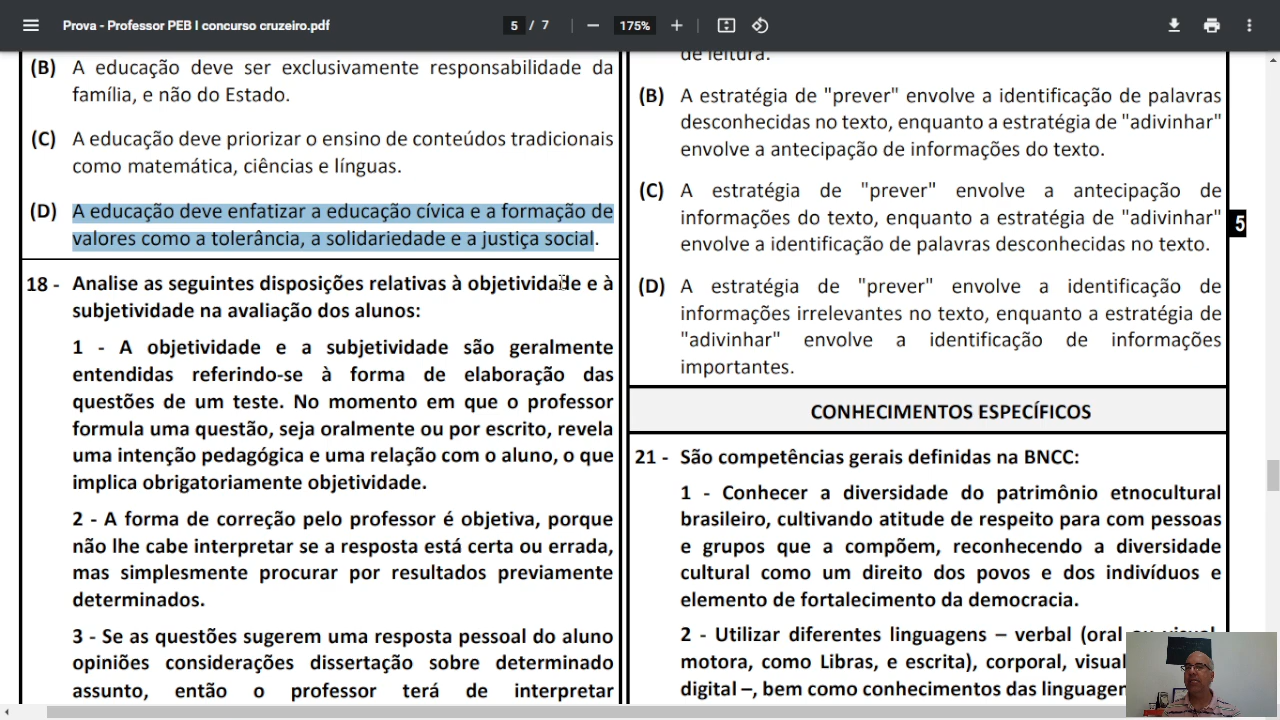 Prova - Professor PEB I concurso cruzeiro.pdf
5 / 7
175%
(B) A educação deve ser exclusivamente responsabilidade da
família, e não do Estado.
(C) A educação deve priorizar o ensino de conteúdos tradicionais
como matemática, ciências e línguas.
(D) A educação deve enfatizar a educação cívica e a formação de
valores como a tolerância, a solidariedade e a justiça social.
18 - Analise as seguintes disposições relativas à objetividade e à
subjetividade na avaliação dos alunos:
1 - A objetividade e a subjetividade são geralmente
entendidas referindo-se à forma de elaboração das
questões de um teste. No momento em que o professor
formula uma questão, seja oralmente ou por escrito, revela
uma intenção pedagógica e uma relação com o aluno, o que
implica obrigatoriamente objetividade.
2 - A forma de correção pelo professor é objetiva, porque
não lhe cabe interpretar se a resposta está certa ou errada,
mas simplesmente procurar por resultados previamente
determinados.
3 - Se as questões sugerem uma resposta pessoal do aluno
opiniões considerações dissertação sobre determinado
assunto, então o professor terá de interpretar
de leitura.
(B) A estratégia de "prever" envolve a identificação de palavras
desconhecidas no texto, enquanto a estratégia de "adivinhar"
envolve a antecipação de informações do texto.
(C) A estratégia de "prever" envolve a antecipação de
informações do texto, enquanto a estratégia de "adivinhar"
envolve a identificação de palavras desconhecidas no texto.
(D) A estratégia de "prever" envolve a identificação de
informações irrelevantes no texto, enquanto a estratégia de
"adivinhar" envolve a identificação de informações
importantes.
5
CONHECIMENTOS ESPECÍFICOS
21 - São competências gerais definidas na BNCC:
1 - Conhecer a diversidade do patrimônio etnocultural
brasileiro, cultivando atitude de respeito para com pessoas
e grupos que a compõem, reconhecendo a diversidade
cultural como um direito dos povos e dos indivíduos e
elemento de fortalecimento da democracia.
2 - Utilizar diferentes linguagens – verbal (oral ou visual-
motora, como Libras, e escrita), corporal, visual
digital –, bem como conhecimentos das linguagen